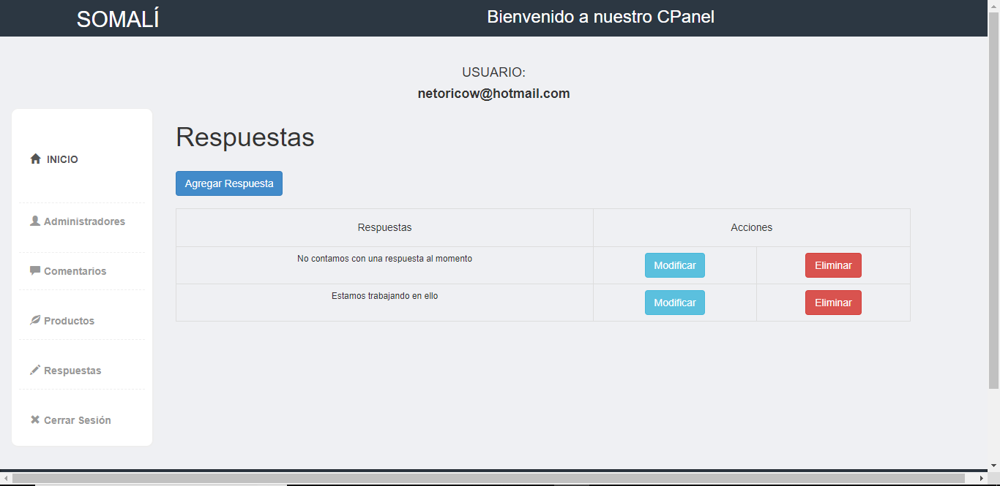 SOMALÍ
Bienvenido a nuestro CPanel
USUARIO:
netoricow@hotmail.com
INICIO
Administradores
Comentarios
Productos
Respuestas
Cerrar Sesión
Respuestas
Agregar Respuesta
Respuestas Acciones
No contamos con una respuesta al momento Modificar Eliminar
Estamos trabajando en ello Modificar Eliminar